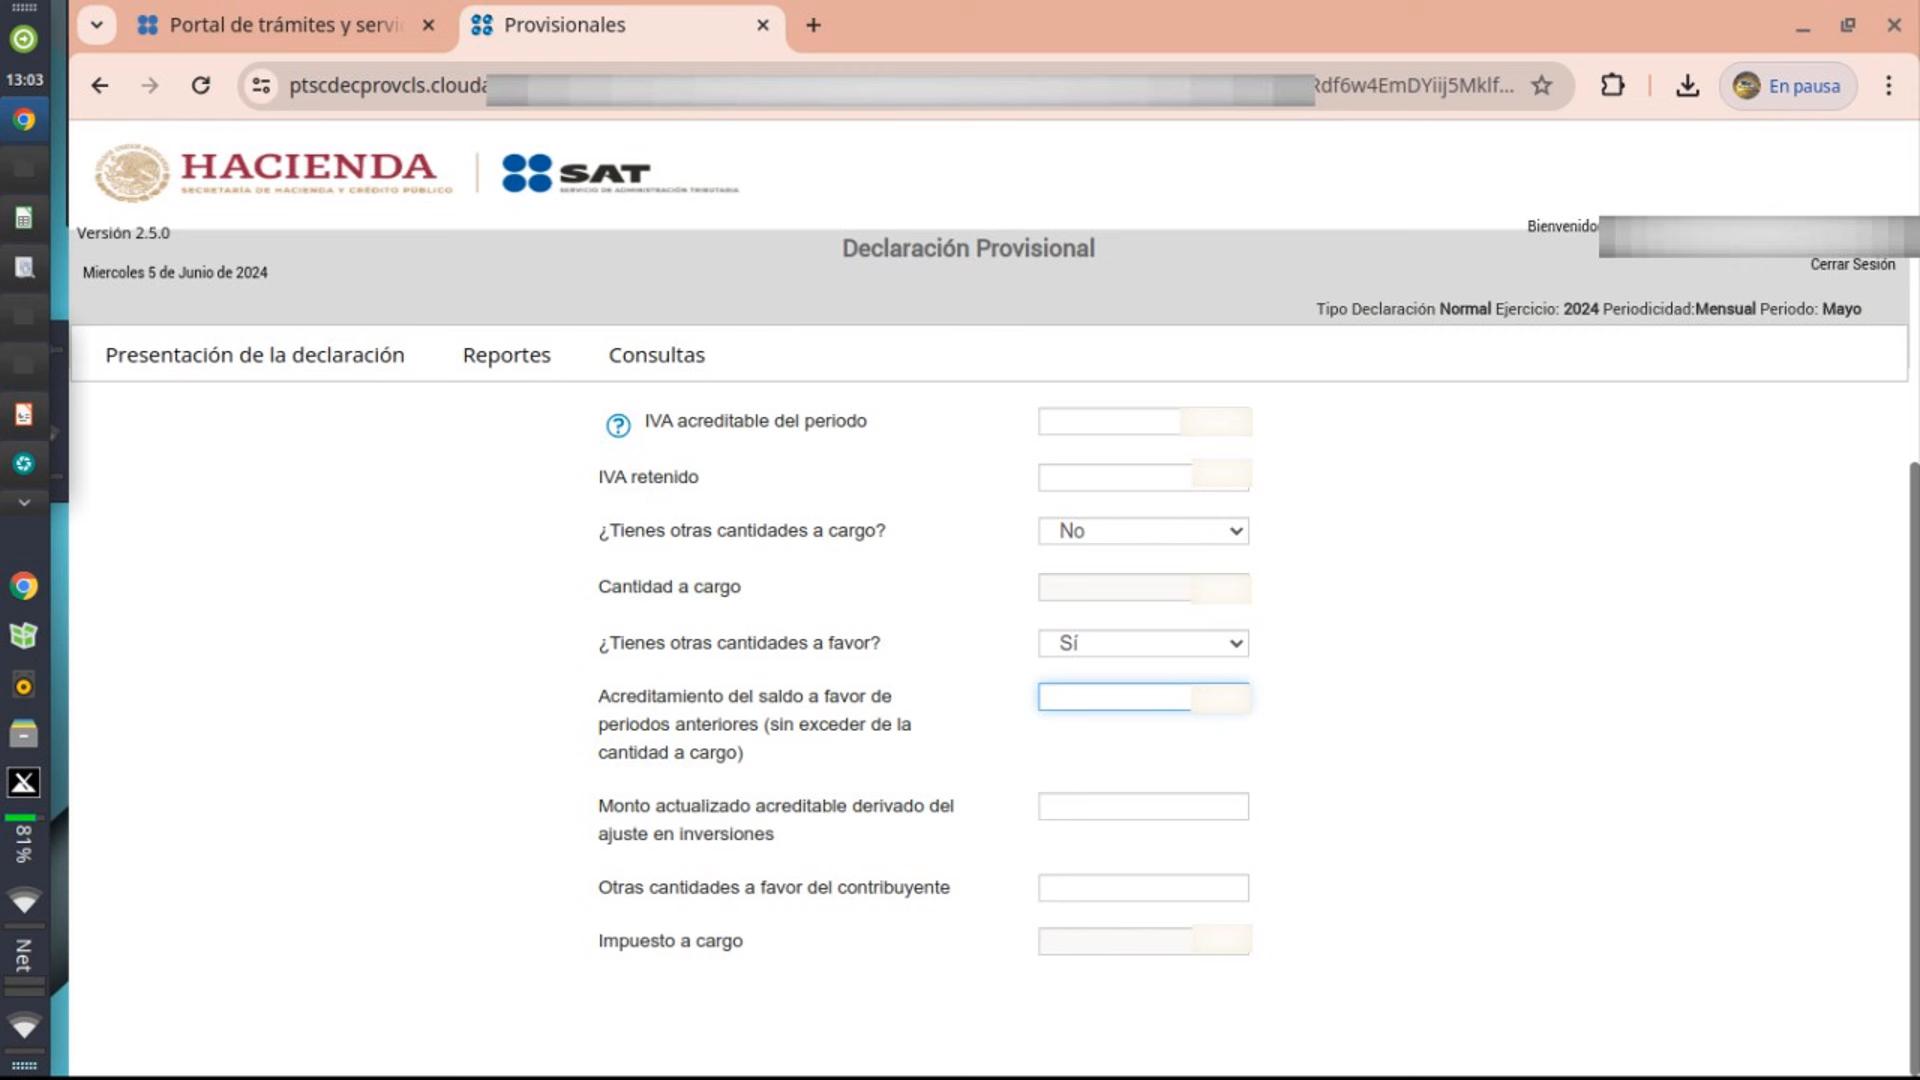 Portal de trámites y servi
Provisionales
13:03
ptscdecprovcls.clouda
Rdf6w4EmDYiij5Mklf...
En pausa
HACIENDA
SECRETARÍA DE HACIENDA Y CRÉDITO PÚBLICO
SAT
SERVICIO DE ADMINISTRACIÓN TRIBUTARIA
Versión 2.5.0
Bienvenido
Declaración Provisional
Miercoles 5 de Junio de 2024
Cerrar Sesión
Tipo Declaración Normal Ejercicio: 2024 Periodicidad:Mensual Periodo: Mayo
Presentación de la declaración
Reportes
Consultas
IVA acreditable del periodo
IVA retenido
¿Tienes otras cantidades a cargo?
No
Cantidad a cargo
¿Tienes otras cantidades a favor?
Sí
Acreditamiento del saldo a favor de
periodos anteriores (sin exceder de la
cantidad a cargo)
Monto actualizado acreditable derivado del
ajuste en inversiones
Otras cantidades a favor del contribuyente
Impuesto a cargo
81%
Net